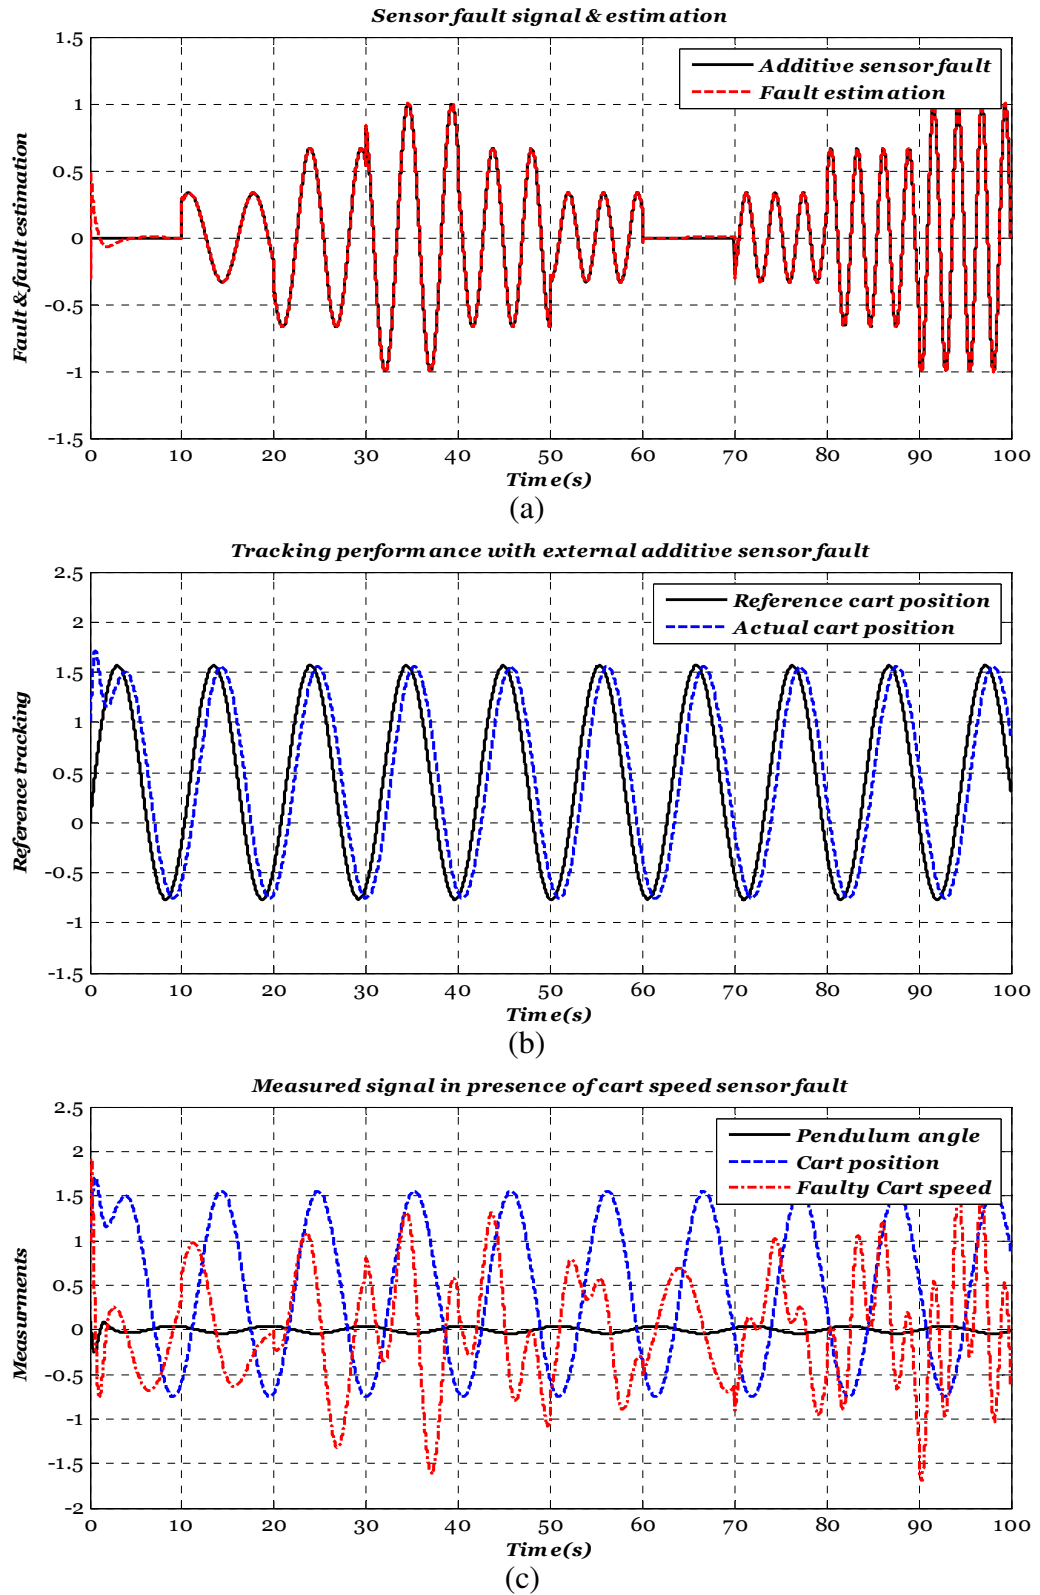 Sensor fault signal & estimation
1.5
1
0.5
0
-0.5
-1
-1.5
Fault & fault estimation
Additive sensor fault
Fault estimation
0 10 20 30 40 50 60 70 80 90 100
Time(s)
(a)
Tracking performance with external additive sensor fault
2.5
2
1.5
1
0.5
0
-0.5
-1
-1.5
Reference tracking
Reference cart position
Actual cart position
0 10 20 30 40 50 60 70 80 90 100
Time(s)
(b)
Measured signal in presence of cart speed sensor fault
2.5
2
1.5
1
0.5
0
-0.5
-1
-1.5
-2
Measurments
Pendulum angle
Cart position
Faulty Cart speed
0 10 20 30 40 50 60 70 80 90 100
Time(s)
(c)